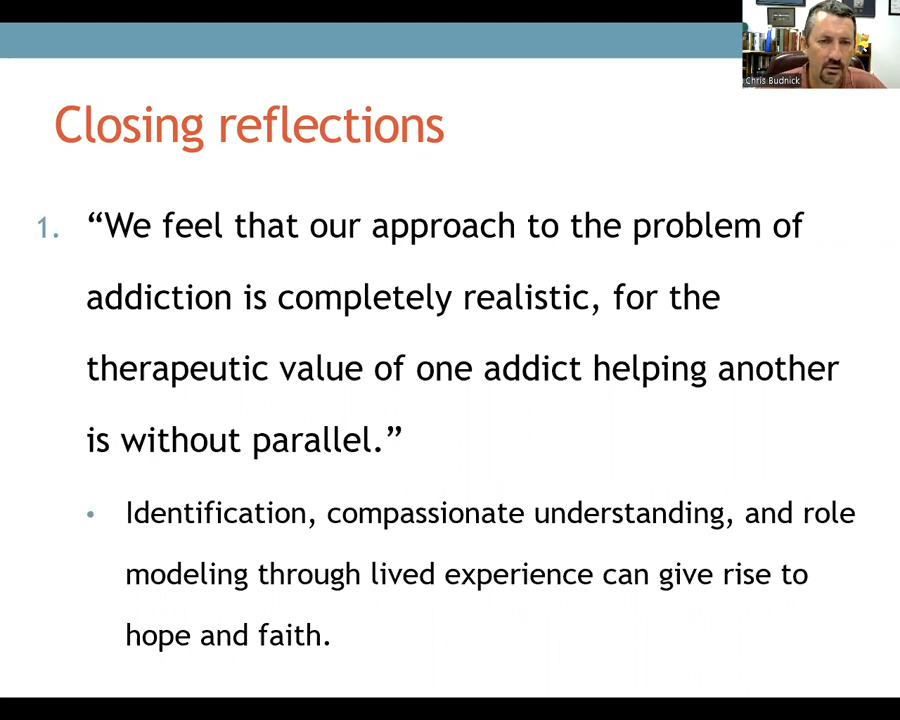 Chris Budnick
Closing reflections
1. “We feel that our approach to the problem of
addiction is completely realistic, for the
therapeutic value of one addict helping another
is without parallel.”
• Identification, compassionate understanding, and role
modeling through lived experience can give rise to
hope and faith.